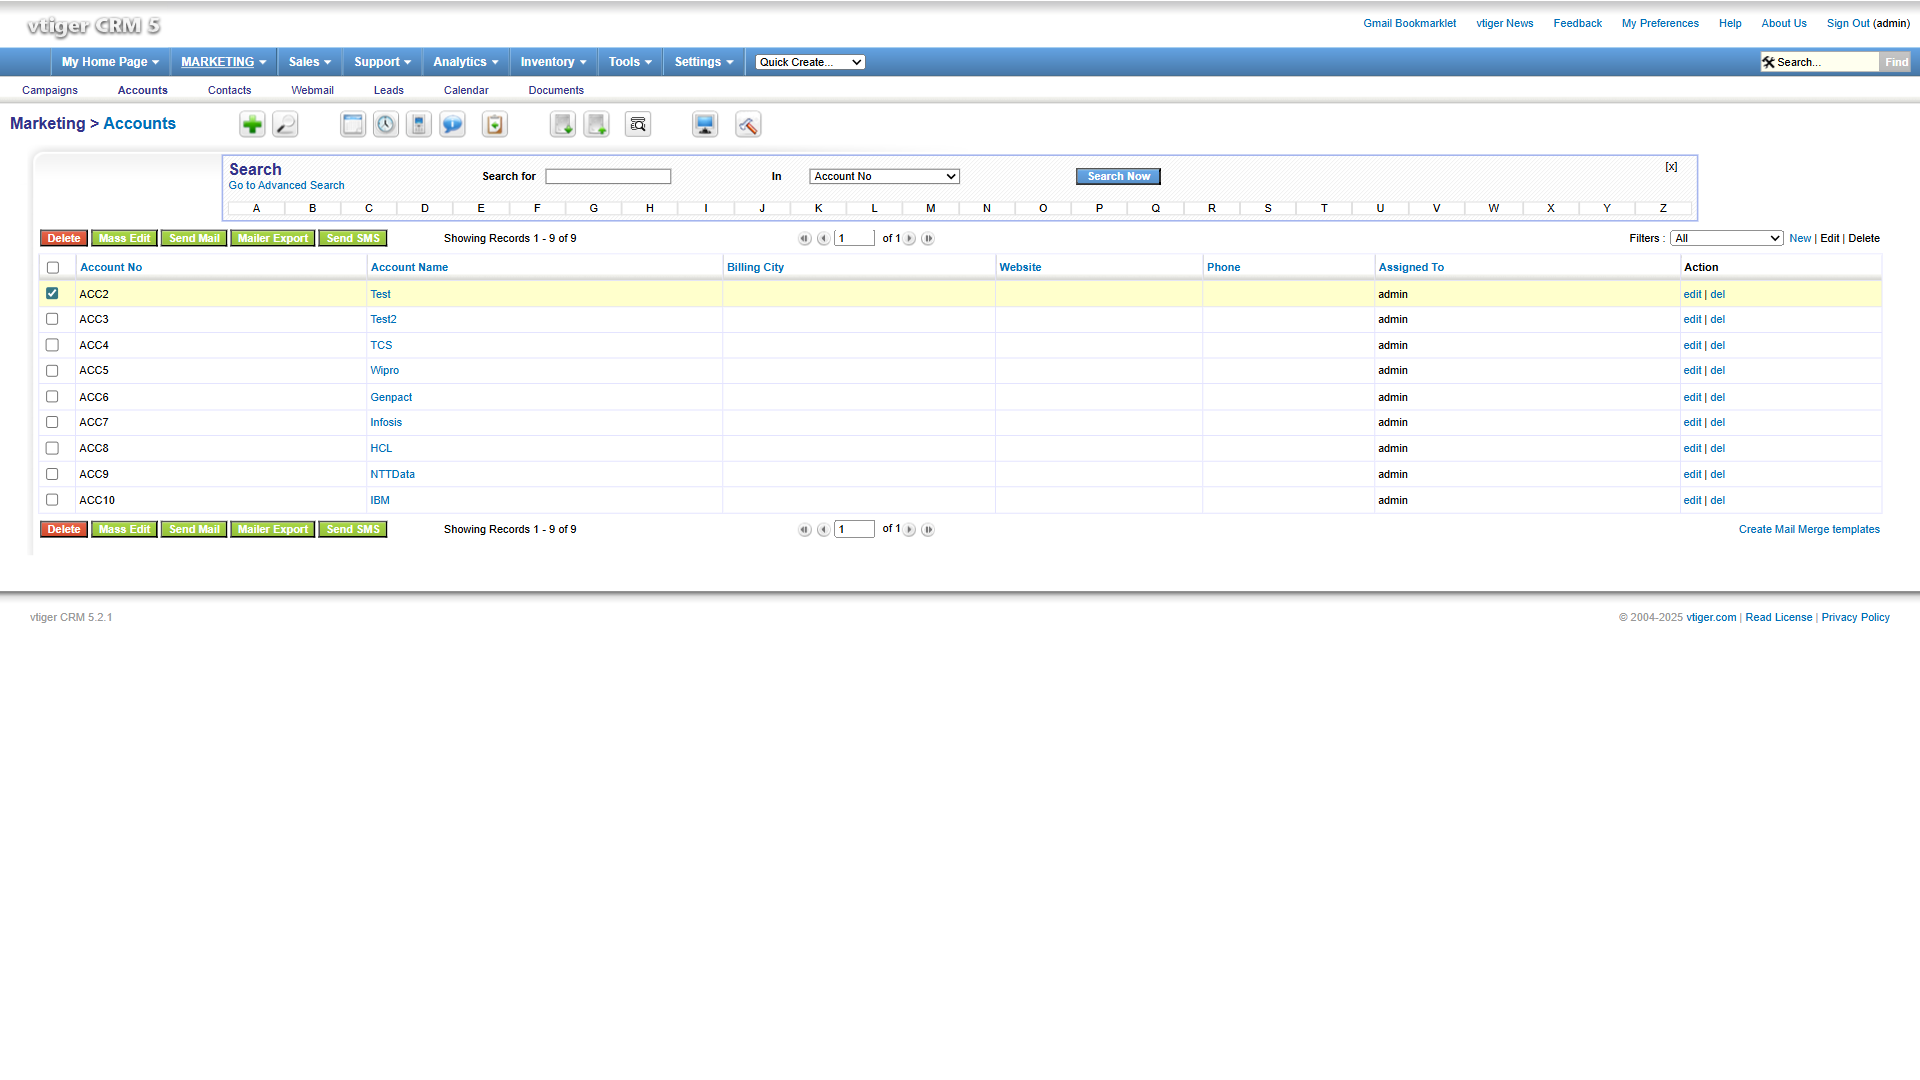 vtiger CRM 5
Gmail Bookmarklet vtiger News Feedback My Preferences Help About Us Sign Out (admin)
My Home Page MARKETING Sales Support Analytics Inventory Tools Settings Quick Create... Search... Find
Campaigns Accounts Contacts Webmail Leads Calendar Documents
Marketing > Accounts
Search
Go to Advanced Search
Search for In Account No Search Now [x]
A B C D E F G H I J K L M N O P Q R S T U V W X Y Z
Delete Mass Edit Send Mail Mailer Export Send SMS Showing Records 1 - 9 of 9 1 of 1 Filters : All New | Edit | Delete
Account No Account Name Billing City Website Phone Assigned To Action
ACC2 Test admin edit | del
ACC3 Test2 admin edit | del
ACC4 TCS admin edit | del
ACC5 Wipro admin edit | del
ACC6 Genpact admin edit | del
ACC7 Infosis admin edit | del
ACC8 HCL admin edit | del
ACC9 NTTData admin edit | del
ACC10 IBM admin edit | del
Delete Mass Edit Send Mail Mailer Export Send SMS Showing Records 1 - 9 of 9 1 of 1 Create Mail Merge templates
vtiger CRM 5.2.1 © 2004-2025 vtiger.com | Read License | Privacy Policy